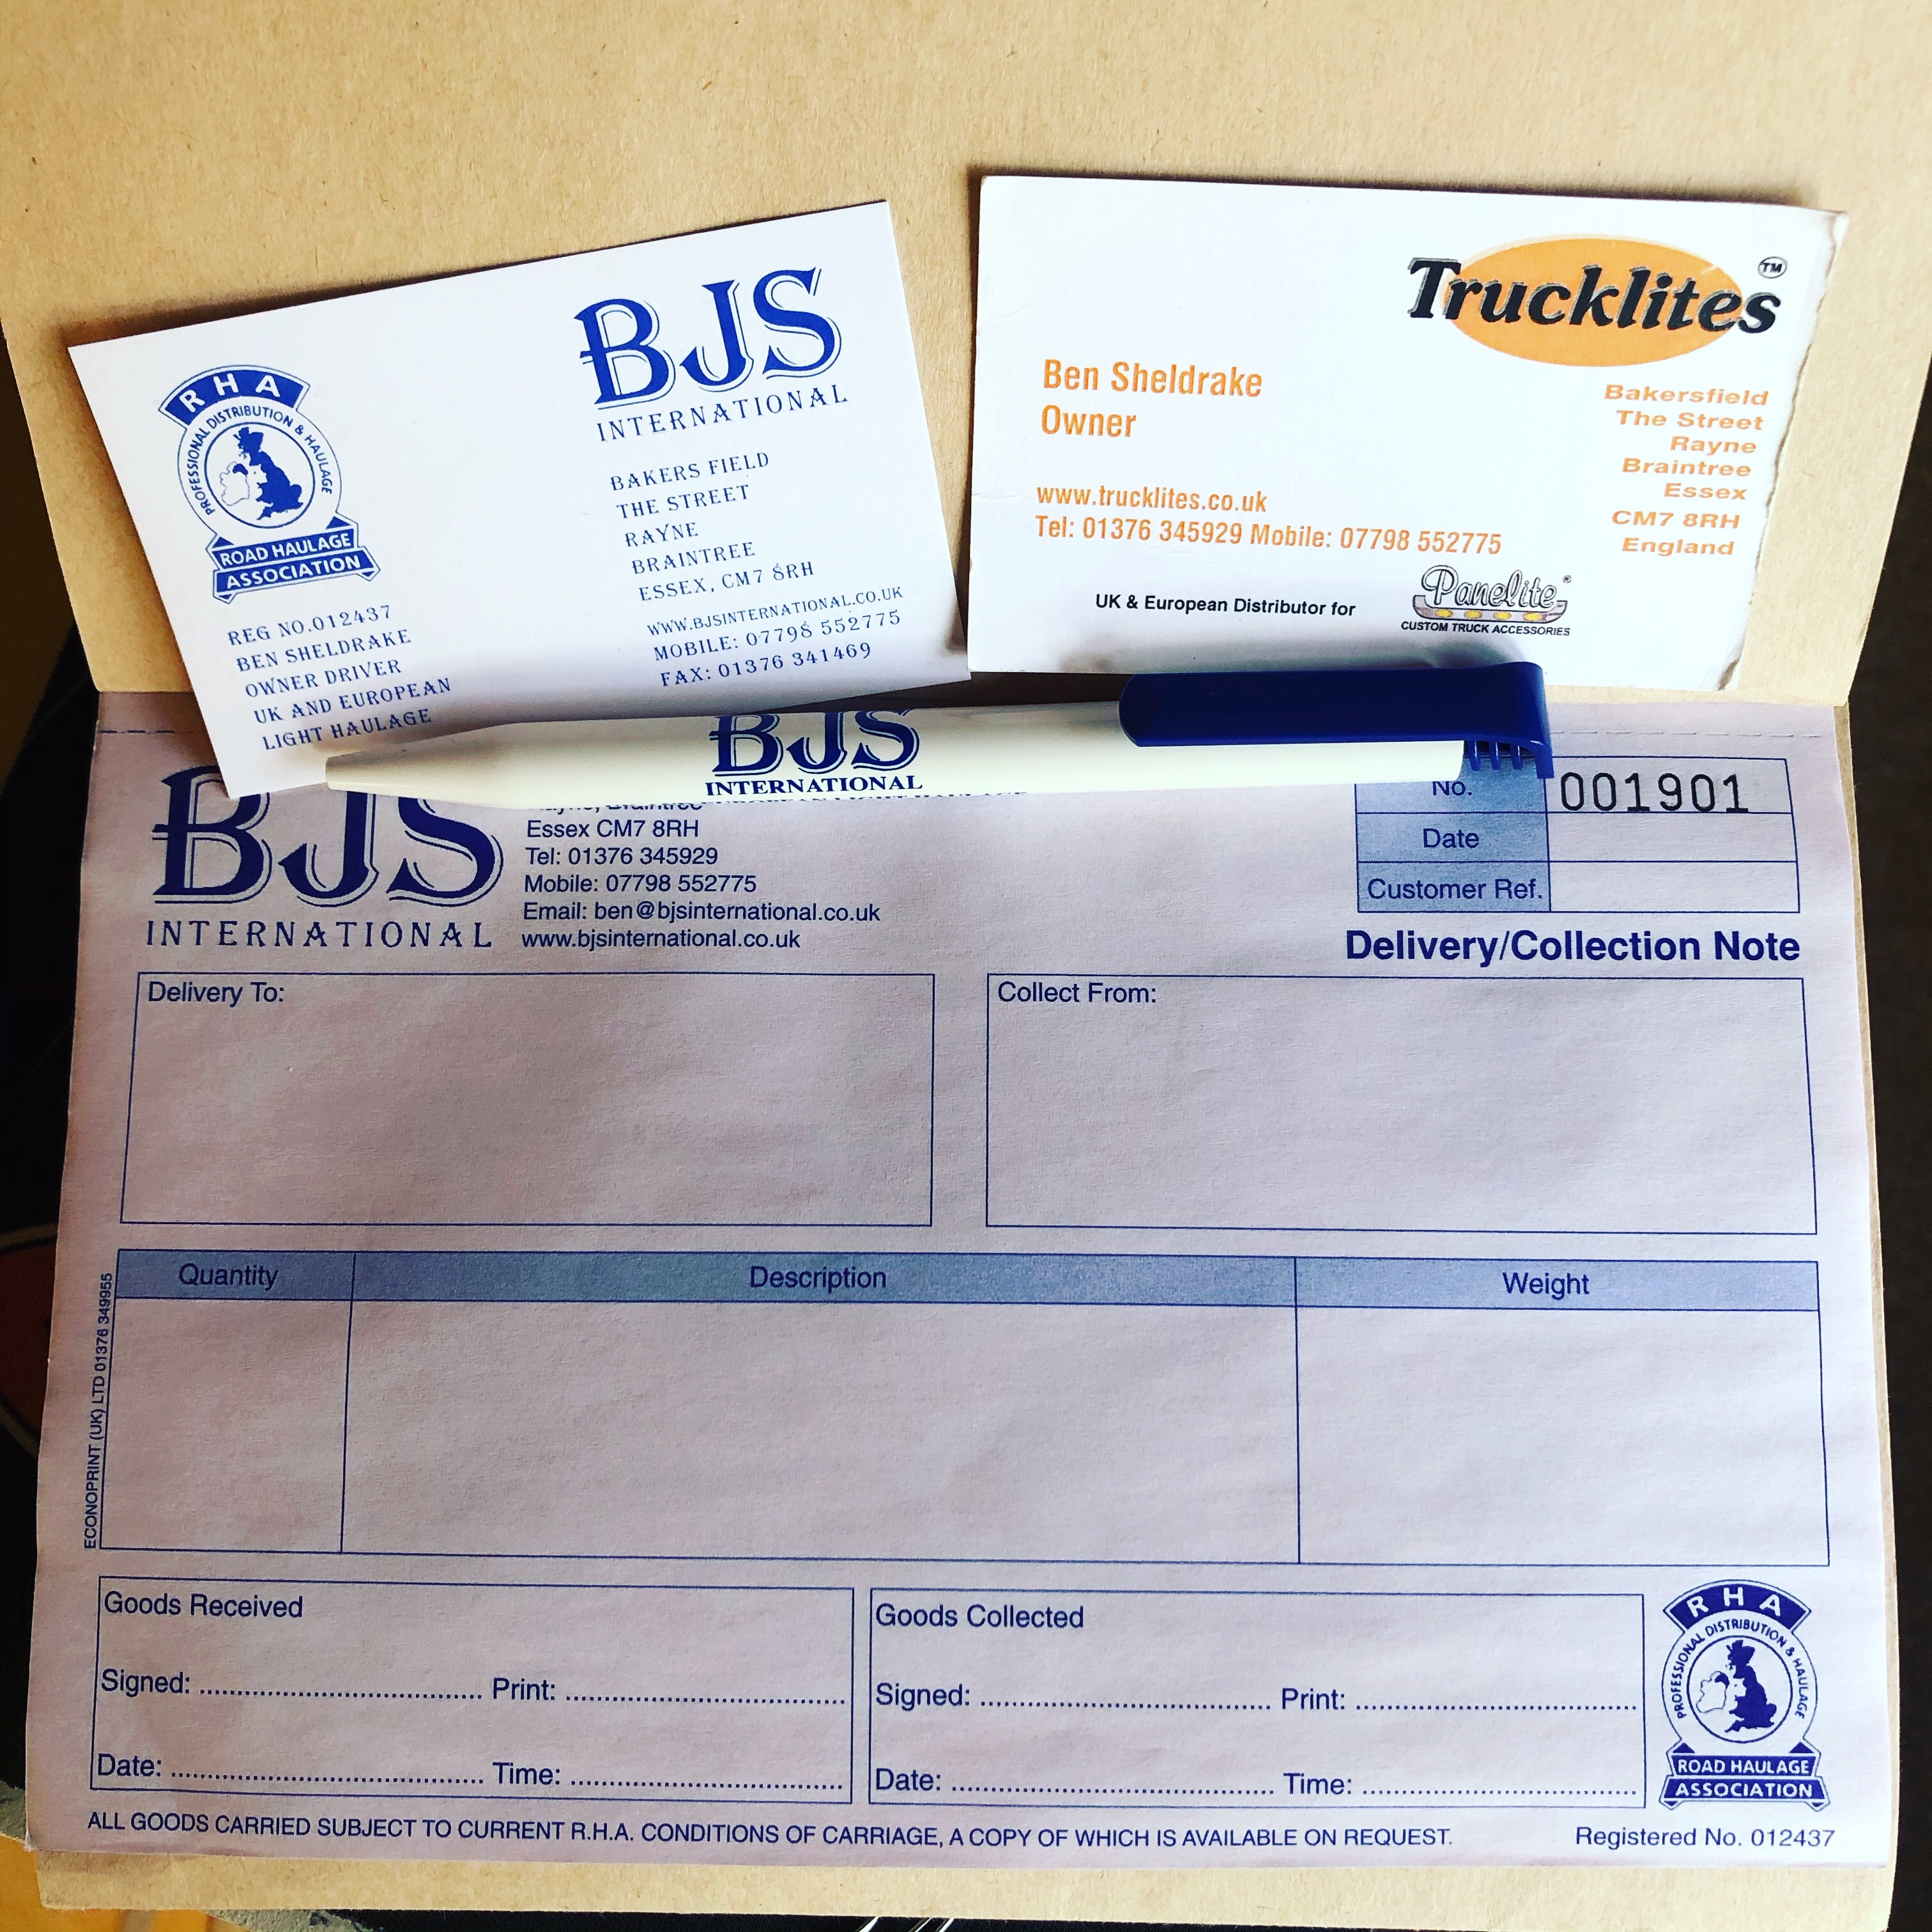 RHA
PROFESSIONAL DISTRIBUTION & HAULAGE
ROAD HAULAGE
ASSOCIATION
REG NO.012437
BEN SHELDRAKE
OWNER DRIVER
UK AND EUROPEAN
LIGHT HAULAGE
BJS
INTERNATIONAL
BAKERS FIELD
THE STREET
RAYNE
BRAINTREE
ESSEX, CM7 8RH
WWW.BJSINTERNATIONAL.CO.UK
MOBILE: 07798 552775
FAX: 01376 341469
Trucklites™
Ben Sheldrake
Owner
www.trucklites.co.uk
Tel: 01376 345929 Mobile: 07798 552775
Bakersfield
The Street
Rayne
Braintree
Essex
CM7 8RH
England
UK & European Distributor for
Panelite®
CUSTOM TRUCK ACCESSORIES
BJS
INTERNATIONAL
BJS
INTERNATIONAL
Rayne, Braintree
Essex CM7 8RH
Tel: 01376 345929
Mobile: 07798 552775
Email: ben@bjsinternational.co.uk
www.bjsinternational.co.uk
No. 001901
Date
Customer Ref.
Delivery/Collection Note
Delivery To:
Collect From:
Quantity Description Weight
ECONOPRINT (UK) LTD 01376 349955
Goods Received
Signed: .......... Print: ..........
Date: .......... Time: ..........
Goods Collected
Signed: .......... Print: ..........
Date: .......... Time: ..........
RHA
PROFESSIONAL DISTRIBUTION & HAULAGE
ROAD HAULAGE
ASSOCIATION
ALL GOODS CARRIED SUBJECT TO CURRENT R.H.A. CONDITIONS OF CARRIAGE, A COPY OF WHICH IS AVAILABLE ON REQUEST.
Registered No. 012437